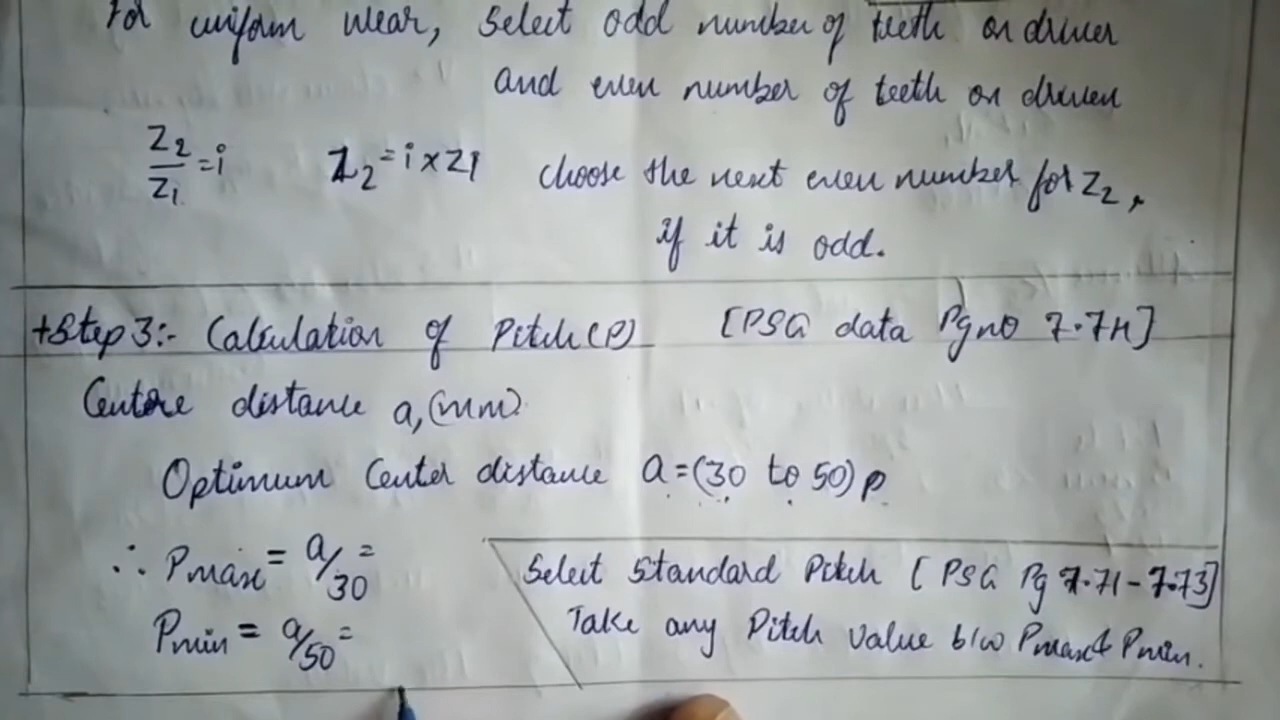 For uniform wear, select odd number of teeth on driver
and even number of teeth on driven
Z2/Z1 = i Z2 = i x Z1 choose the next even number for Z2,
if it is odd.
+Step 3:- Calculation of Pitch (P) [PSG data Pg no 7.74]
Centre distance a, (mm)
Optimum Center distance a = (30 to 50) p
∴ Pmax = a/30 =
Pmin = a/50 =
Select Standard Pitch [PSG Pg 7.71 - 7.73]
Take any Pitch value b/w Pmax & Pmin.